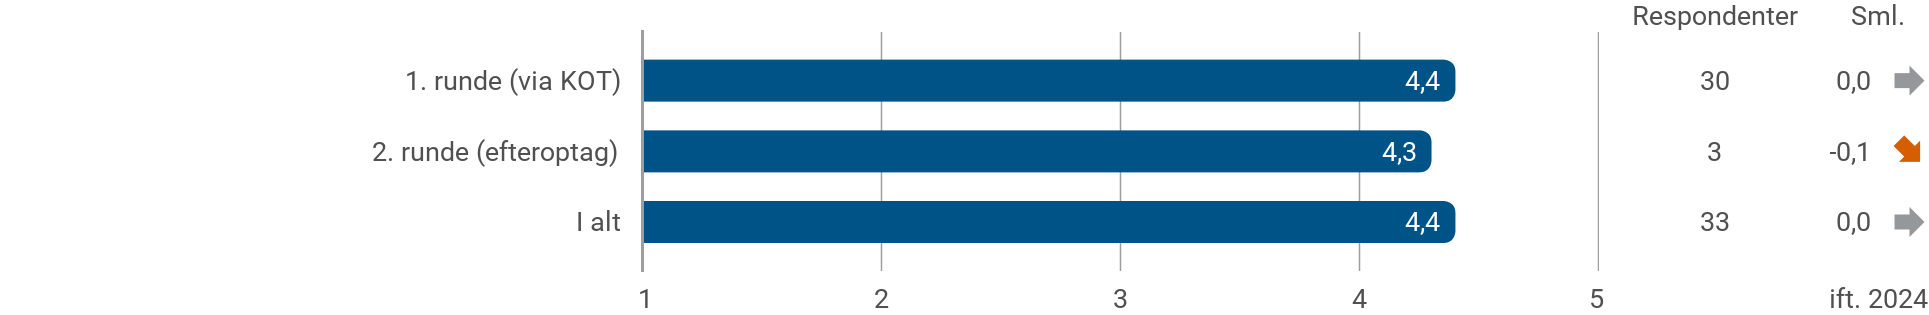 Respondenter Sml.
1. runde (via KOT) 4,4 30 0,0
2. runde (efteroptag) 4,3 3 -0,1
I alt 4,4 33 0,0
1 2 3 4 5 ift. 2024